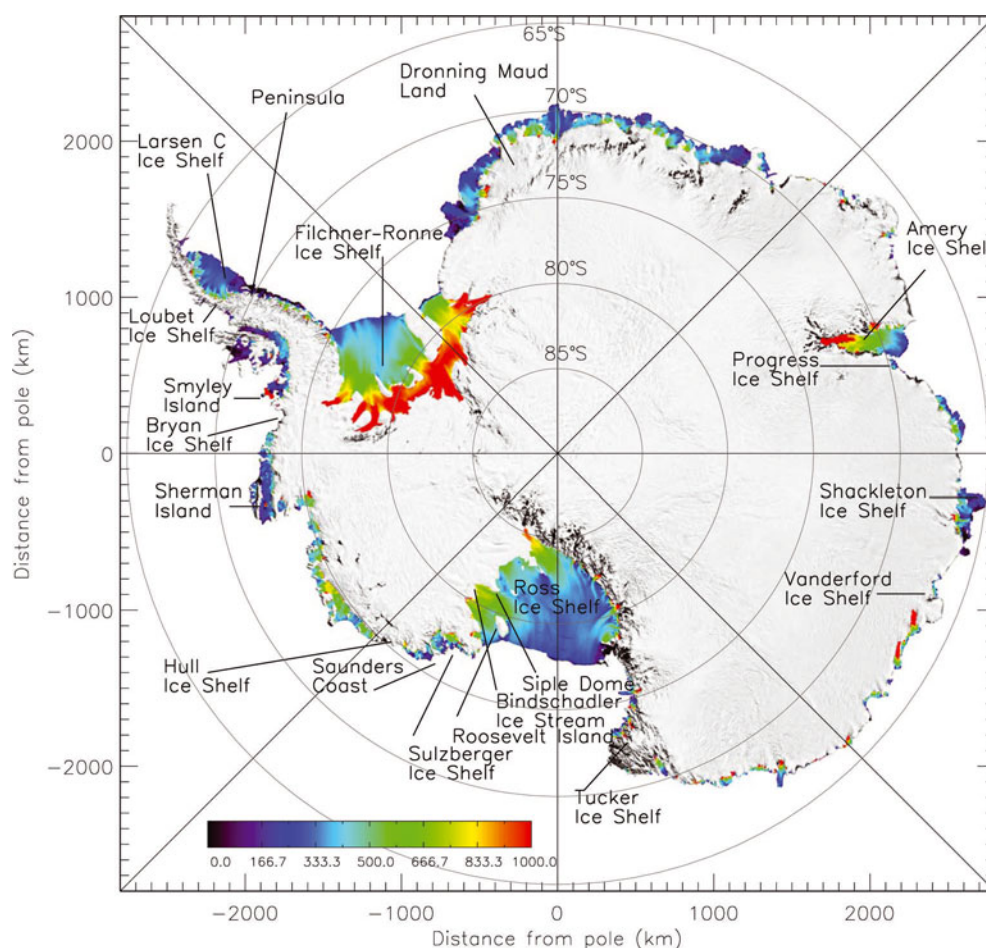 65°S
Dronning Maud
Land
70°S
Peninsula
2000
Larsen C
Ice Shelf
75°S
Filchner-Ronne
Ice Shelf
Amery
Ice Shel
80°S
1000
Loubet
Ice Shelf
85°S
Progress
Ice Shelf
Smyley
Island
Bryan
Ice Shelf
0
Sherman
Island
Shackleton
Ice Shelf
Vanderford
Ice Shelf
Ross
Ice Shelf
-1000
Hull
Ice Shelf
Saunders
Coast
Siple Dome
Bindschadler
Ice Stream
Roosevelt Island
Sulzberger
Ice Shelf
-2000
Tucker
Ice Shelf
0.0 166.7 333.3 500.0 666.7 833.3 1000.0
-2000 -1000 0 1000 2000
Distance from pole (km)
Distance from pole (km)